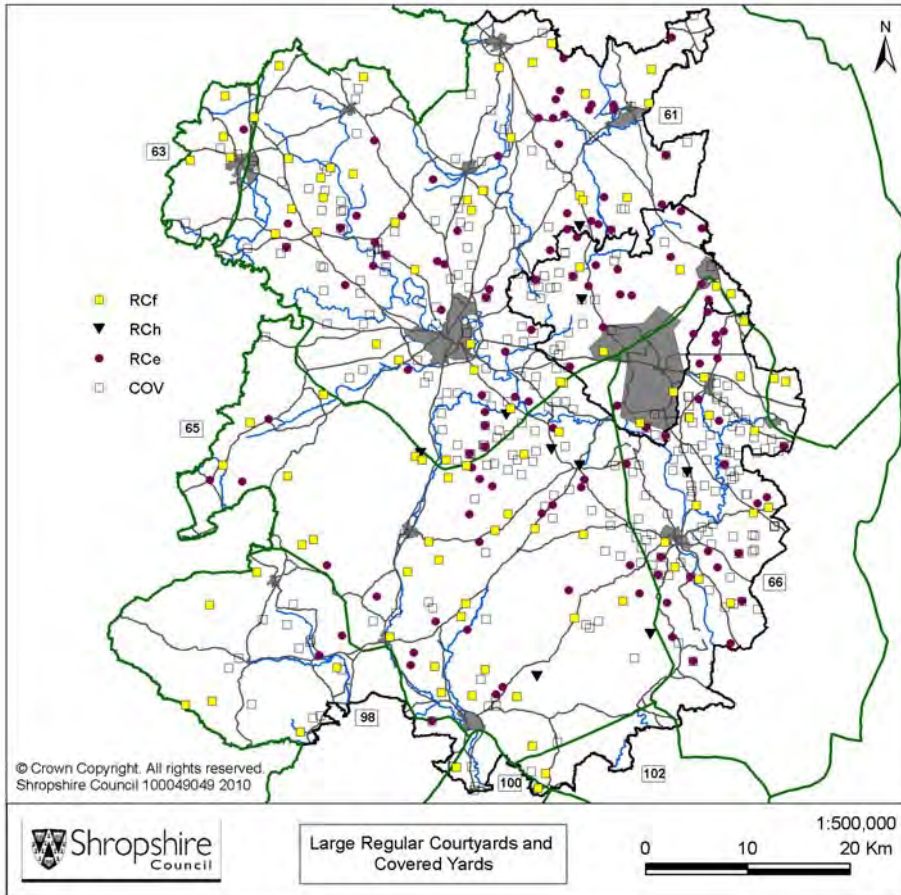 N
61
63
RCf
RCh
RCe
COV
65
66
98
© Crown Copyright. All rights reserved.
Shropshire Council 100049049 2010
100
102
Shropshire
Council
Large Regular Courtyards and
Covered Yards
1:500,000
0 10 20 Km